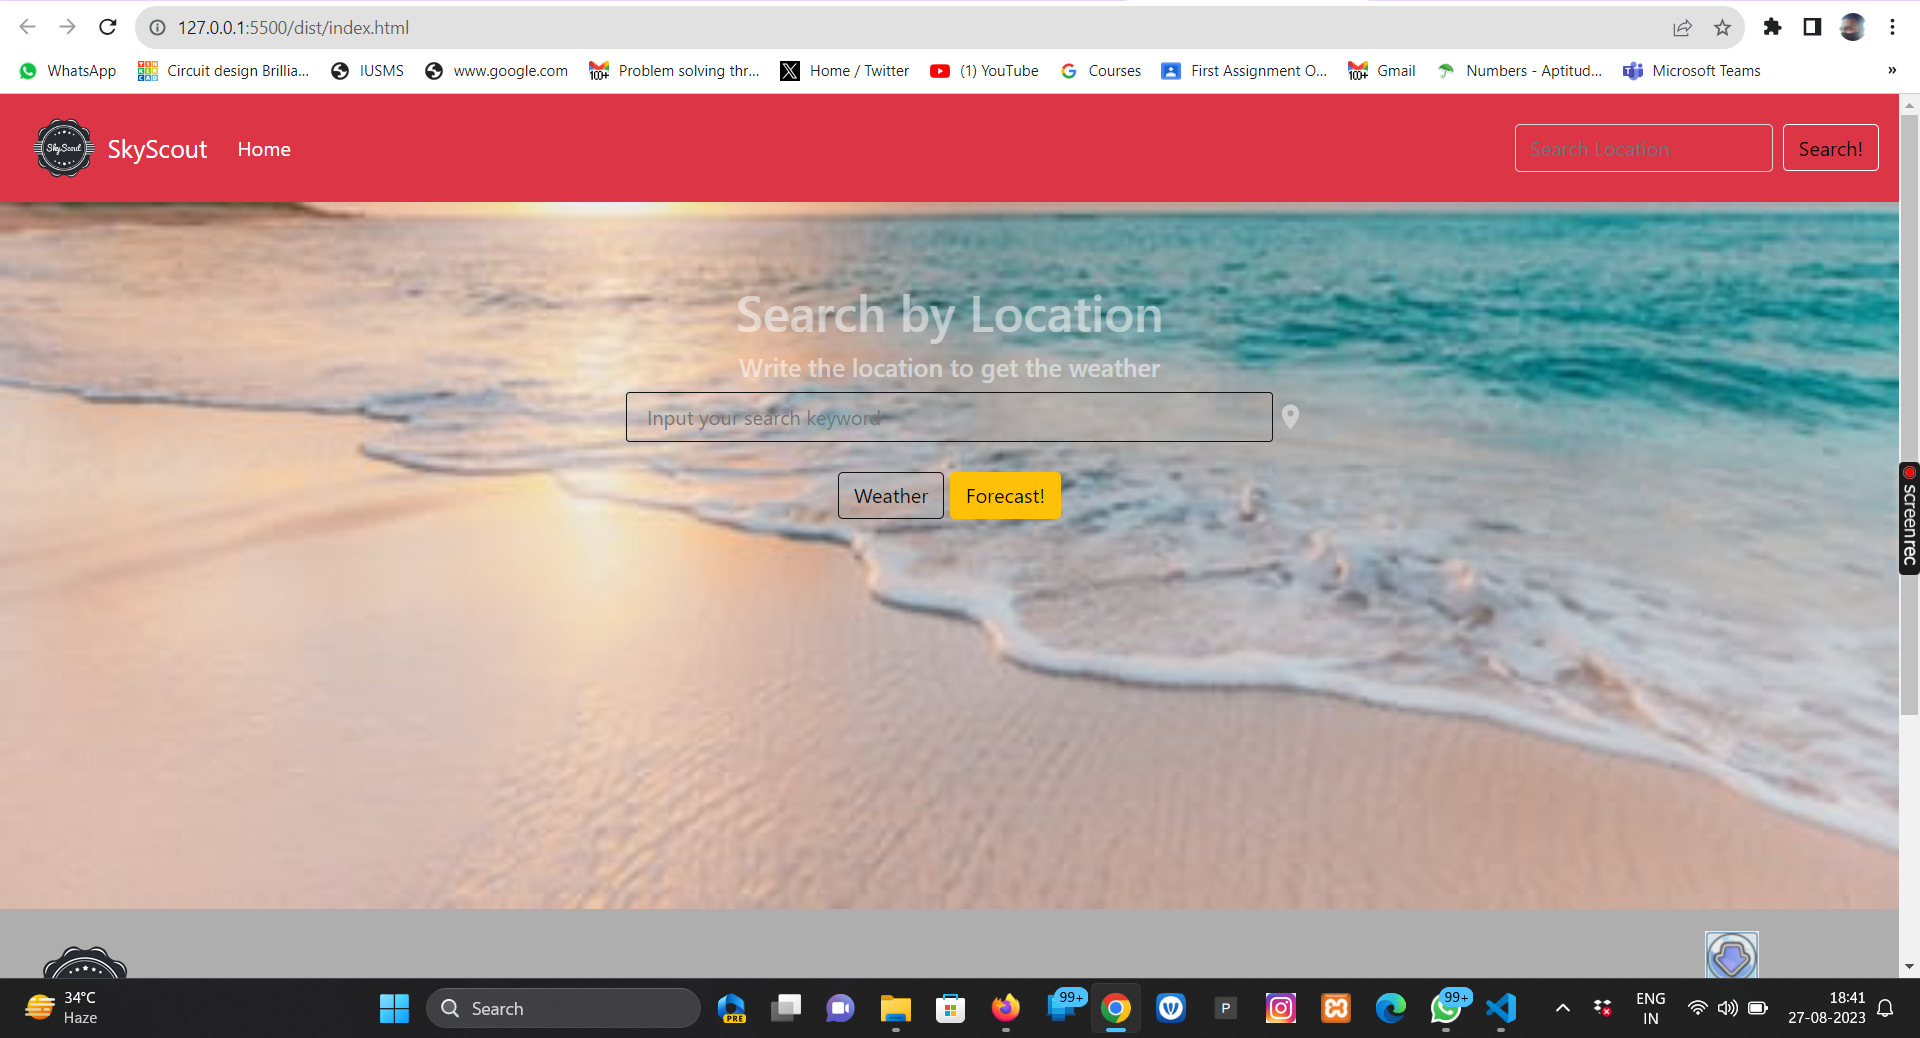 127.0.0.1:5500/dist/index.html
WhatsApp
Circuit design Brillia...
IUSMS
www.google.com
Problem solving thr...
Home / Twitter
(1) YouTube
Courses
First Assignment O...
Gmail
Numbers - Aptitud...
Microsoft Teams
»
SkyScout
SkyScout
Home
Search Location
Search!
Search by Location
Write the location to get the weather
Input your search keyword
Weather
Forecast!
screenrec
34°C
Haze
Search
PRE
99+
P
99+
ENG
IN
18:41
27-08-2023